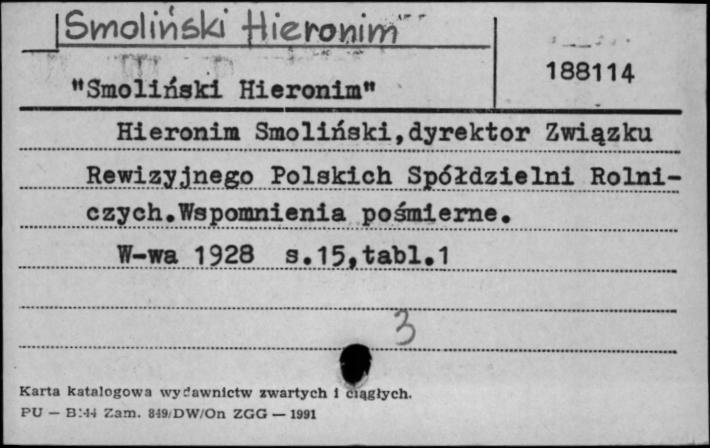 Smoliński Hieronim
188114
"Smoliński Hieronim"
Hieronim Smoliński,dyrektor Związku
Rewizyjnego Polskich Spółdzielni Rolni-
czych.Wspomnienia pośmierne.
W-wa 1928 s.15,tabl.1
3
Karta katalogowa wydawnictw zwartych i ciągłych.
PU — B:44 Zam. 849/DW/On ZGG — 1991